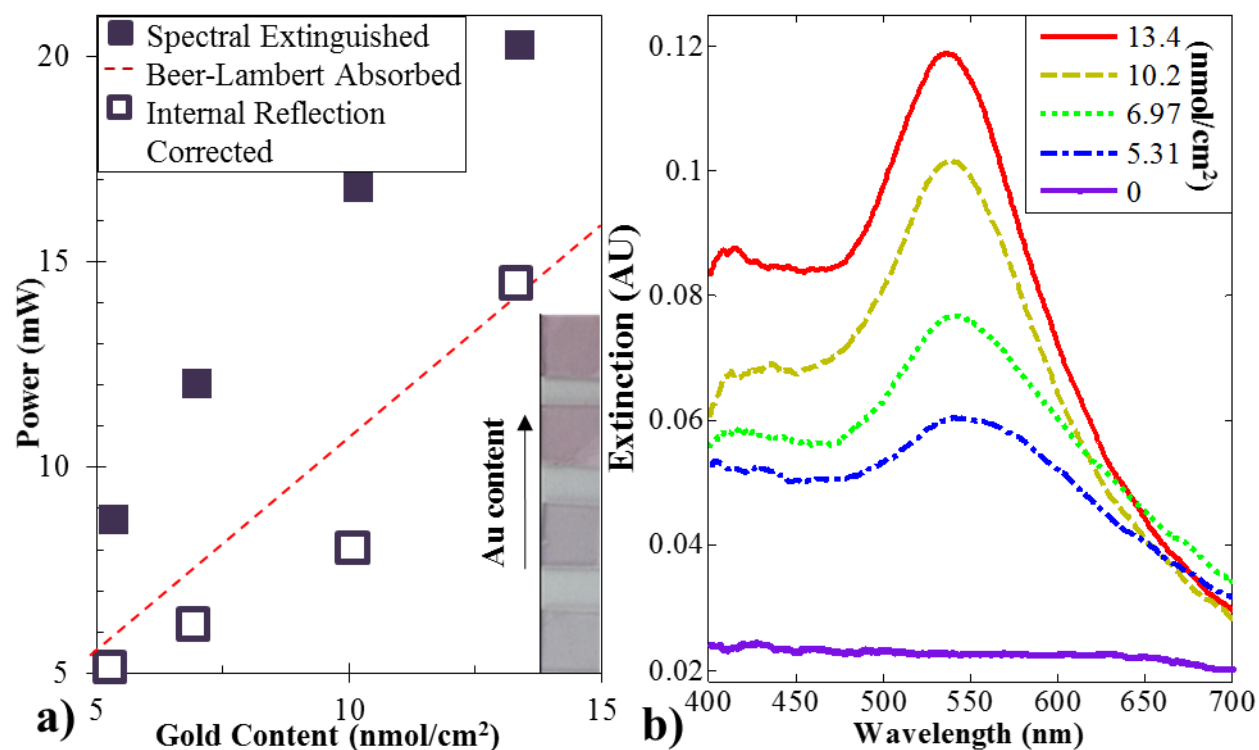 Spectral Extinguished
Beer-Lambert Absorbed
Internal Reflection
Corrected
20
15
10
5
Power (mW)
Au content
5
10
15
a)
Gold Content (nmol/cm²)
0.12
0.1
0.08
0.06
0.04
0.02
Extinction (AU)
13.4
10.2
6.97
5.31
0
(nmol/cm²)
400
450
500
550
600
650
700
b)
Wavelength (nm)